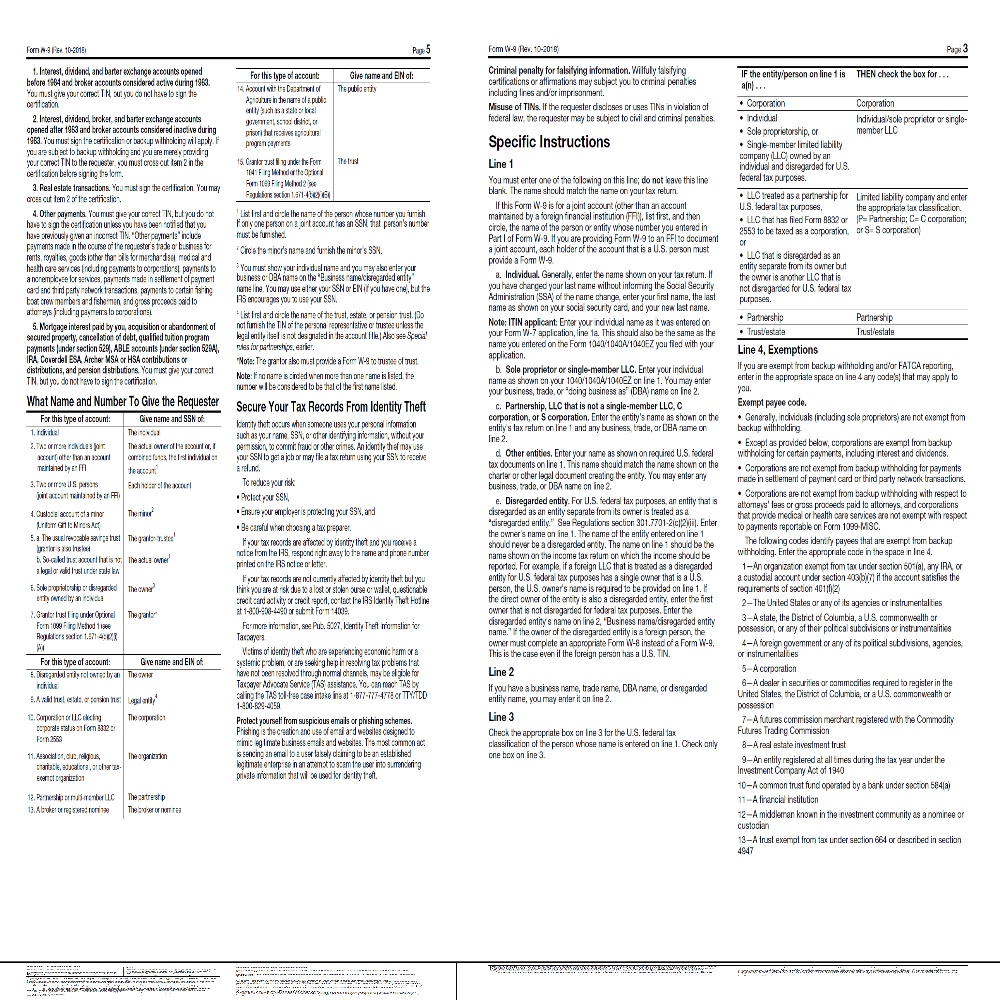 Form W-9 (Rev. 10-2018)
Page 5
1. Interest, dividend, and barter exchange accounts opened
before 1984 and broker accounts considered active during 1983.
You must give your correct TIN, but you do not have to sign the
certification.
2. Interest, dividend, broker, and barter exchange accounts
opened after 1983 and broker accounts considered inactive during
1983. You must sign the certification or backup withholding will apply. If
you are subject to backup withholding and you are merely providing
your correct TIN to the requester, you must cross out item 2 in the
certification before signing the form.
3. Real estate transactions. You must sign the certification. You may
cross out item 2 of the certification.
4. Other payments. You must give your correct TIN, but you do not
have to sign the certification unless you have been notified that you
have previously given an incorrect TIN. “Other payments” include
payments made in the course of the requester’s trade or business for
rents, royalties, goods (other than bills for merchandise), medical and
health care services (including payments to corporations), payments to
a nonemployee for services, payments made in settlement of payment
card and third party network transactions, payments to certain fishing
boat crew members and fishermen, and gross proceeds paid to
attorneys (including payments to corporations).
5. Mortgage interest paid by you, acquisition or abandonment of
secured property, cancellation of debt, qualified tuition program
payments (under section 529), ABLE accounts (under section 529A),
IRA, Coverdell ESA, Archer MSA or HSA contributions or
distributions, and pension distributions. You must give your correct
TIN, but you do not have to sign the certification.
What Name and Number To Give the Requester
For this type of account: Give name and SSN of:
1. Individual The individual
2. Two or more individuals (joint The actual owner of the account or, if
account) other than an account combined funds, the first individual on
maintained by an FFI the account1
3. Two or more U.S. persons Each holder of the account
(joint account maintained by an FFI)
4. Custodial account of a minor The minor2
(Uniform Gift to Minors Act)
5. a. The usual revocable savings trust The grantor-trustee1
(grantor is also trustee)
b. So-called trust account that is not The actual owner1
a legal or valid trust under state law
6. Sole proprietorship or disregarded The owner3
entity owned by an individual
7. Grantor trust filing under Optional The grantor*
Form 1099 Filing Method 1 (see
Regulations section 1.671-4(b)(2)(i)
(A))
For this type of account: Give name and EIN of:
8. Disregarded entity not owned by an The owner
individual
9. A valid trust, estate, or pension trust Legal entity4
10. Corporation or LLC electing The corporation
corporate status on Form 8832 or
Form 2553
11. Association, club, religious, The organization
charitable, educational, or other tax-
exempt organization
12. Partnership or multi-member LLC The partnership
13. A broker or registered nominee The broker or nominee
For this type of account: Give name and EIN of:
14. Account with the Department of The public entity
Agriculture in the name of a public
entity (such as a state or local
government, school district, or
prison) that receives agricultural
program payments
15. Grantor trust filing under the Form The trust
1041 Filing Method or the Optional
Form 1099 Filing Method 2 (see
Regulations section 1.671-4(b)(2)(i)(B))
1 List first and circle the name of the person whose number you furnish.
If only one person on a joint account has an SSN, that person’s number
must be furnished.
2 Circle the minor’s name and furnish the minor’s SSN.
3 You must show your individual name and you may also enter your
business or DBA name on the “Business name/disregarded entity”
name line. You may use either your SSN or EIN (if you have one), but the
IRS encourages you to use your SSN.
4 List first and circle the name of the trust, estate, or pension trust. (Do
not furnish the TIN of the personal representative or trustee unless the
legal entity itself is not designated in the account title.) Also see Special
rules for partnerships, earlier.
*Note: The grantor also must provide a Form W-9 to trustee of trust.
Note: If no name is circled when more than one name is listed, the
number will be considered to be that of the first name listed.
Secure Your Tax Records From Identity Theft
Identity theft occurs when someone uses your personal information
such as your name, SSN, or other identifying information, without your
permission, to commit fraud or other crimes. An identity thief may use
your SSN to get a job or may file a tax return using your SSN to receive
a refund.
To reduce your risk:
• Protect your SSN,
• Ensure your employer is protecting your SSN, and
• Be careful when choosing a tax preparer.
If your tax records are affected by identity theft and you receive a
notice from the IRS, respond right away to the name and phone number
printed on the IRS notice or letter.
If your tax records are not currently affected by identity theft but you
think you are at risk due to a lost or stolen purse or wallet, questionable
credit card activity or credit report, contact the IRS Identity Theft Hotline
at 1-800-908-4490 or submit Form 14039.
For more information, see Pub. 5027, Identity Theft Information for
Taxpayers.
Victims of identity theft who are experiencing economic harm or a
systemic problem, or are seeking help in resolving tax problems that
have not been resolved through normal channels, may be eligible for
Taxpayer Advocate Service (TAS) assistance. You can reach TAS by
calling the TAS toll-free case intake line at 1-877-777-4778 or TTY/TDD
1-800-829-4059.
Protect yourself from suspicious emails or phishing schemes.
Phishing is the creation and use of email and websites designed to
mimic legitimate business emails and websites. The most common act
is sending an email to a user falsely claiming to be an established
legitimate enterprise in an attempt to scam the user into surrendering
private information that will be used for identity theft.
Form W-9 (Rev. 10-2018)
Page 3
Criminal penalty for falsifying information. Willfully falsifying
certifications or affirmations may subject you to criminal penalties
including fines and/or imprisonment.
Misuse of TINs. If the requester discloses or uses TINs in violation of
federal law, the requester may be subject to civil and criminal penalties.
Specific Instructions
Line 1
You must enter one of the following on this line; do not leave this line
blank. The name should match the name on your tax return.
If this Form W-9 is for a joint account (other than an account
maintained by a foreign financial institution (FFI)), list first, and then
circle, the name of the person or entity whose number you entered in
Part I of Form W-9. If you are providing Form W-9 to an FFI to document
a joint account, each holder of the account that is a U.S. person must
provide a Form W-9.
a. Individual. Generally, enter the name shown on your tax return. If
you have changed your last name without informing the Social Security
Administration (SSA) of the name change, enter your first name, the last
name as shown on your social security card, and your new last name.
Note: ITIN applicant: Enter your individual name as it was entered on
your Form W-7 application, line 1a. This should also be the same as the
name you entered on the Form 1040/1040A/1040EZ you filed with your
application.
b. Sole proprietor or single-member LLC. Enter your individual
name as shown on your 1040/1040A/1040EZ on line 1. You may enter
your business, trade, or “doing business as” (DBA) name on line 2.
c. Partnership, LLC that is not a single-member LLC, C
corporation, or S corporation. Enter the entity’s name as shown on the
entity’s tax return on line 1 and any business, trade, or DBA name on
line 2.
d. Other entities. Enter your name as shown on required U.S. federal
tax documents on line 1. This name should match the name shown on the
charter or other legal document creating the entity. You may enter any
business, trade, or DBA name on line 2.
e. Disregarded entity. For U.S. federal tax purposes, an entity that is
disregarded as an entity separate from its owner is treated as a
“disregarded entity.” See Regulations section 301.7701-2(c)(2)(iii). Enter
the owner’s name on line 1. The name of the entity entered on line 1
should never be a disregarded entity. The name on line 1 should be the
name shown on the income tax return on which the income should be
reported. For example, if a foreign LLC that is treated as a disregarded
entity for U.S. federal tax purposes has a single owner that is a U.S.
person, the U.S. owner’s name is required to be provided on line 1. If
the direct owner of the entity is also a disregarded entity, enter the first
owner that is not disregarded for federal tax purposes. Enter the
disregarded entity’s name on line 2, “Business name/disregarded entity
name.” If the owner of the disregarded entity is a foreign person, the
owner must complete an appropriate Form W-8 instead of a Form W-9.
This is the case even if the foreign person has a U.S. TIN.
Line 2
If you have a business name, trade name, DBA name, or disregarded
entity name, you may enter it on line 2.
Line 3
Check the appropriate box on line 3 for the U.S. federal tax
classification of the person whose name is entered on line 1. Check only
one box on line 3.
IF the entity/person on line 1 is THEN check the box for . . .
a(n) . . .
• Corporation Corporation
• Individual Individual/sole proprietor or single-
• Sole proprietorship, or member LLC
• Single-member limited liability
company (LLC) owned by an
individual and disregarded for U.S.
federal tax purposes.
• LLC treated as a partnership for Limited liability company and enter
U.S. federal tax purposes, the appropriate tax classification.
• LLC that has filed Form 8832 or (P= Partnership; C= C corporation;
2553 to be taxed as a corporation, or S= S corporation)
or
• LLC that is disregarded as an
entity separate from its owner but
the owner is another LLC that is
not disregarded for U.S. federal tax
purposes.
• Partnership Partnership
• Trust/estate Trust/estate
Line 4, Exemptions
If you are exempt from backup withholding and/or FATCA reporting,
enter in the appropriate space on line 4 any code(s) that may apply to
you.
Exempt payee code.
• Generally, individuals (including sole proprietors) are not exempt from
backup withholding.
• Except as provided below, corporations are exempt from backup
withholding for certain payments, including interest and dividends.
• Corporations are not exempt from backup withholding for payments
made in settlement of payment card or third party network transactions.
• Corporations are not exempt from backup withholding with respect to
attorneys’ fees or gross proceeds paid to attorneys, and corporations
that provide medical or health care services are not exempt with respect
to payments reportable on Form 1099-MISC.
The following codes identify payees that are exempt from backup
withholding. Enter the appropriate code in the space in line 4.
1—An organization exempt from tax under section 501(a), any IRA, or
a custodial account under section 403(b)(7) if the account satisfies the
requirements of section 401(f)(2)
2—The United States or any of its agencies or instrumentalities
3—A state, the District of Columbia, a U.S. commonwealth or
possession, or any of their political subdivisions or instrumentalities
4—A foreign government or any of its political subdivisions, agencies,
or instrumentalities
5—A corporation
6—A dealer in securities or commodities required to register in the
United States, the District of Columbia, or a U.S. commonwealth or
possession
7—A futures commission merchant registered with the Commodity
Futures Trading Commission
8—A real estate investment trust
9—An entity registered at all times during the tax year under the
Investment Company Act of 1940
10—A common trust fund operated by a bank under section 584(a)
11—A financial institution
12—A middleman known in the investment community as a nominee or
custodian
13—A trust exempt from tax under section 664 or described in section
4947